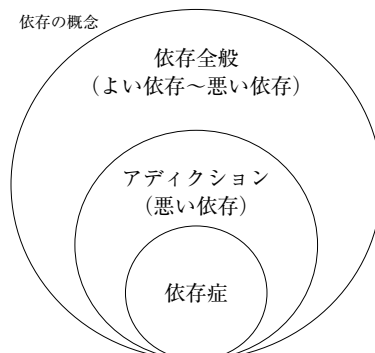 依存の概念
依存全般
（よい依存～悪い依存）
アディクション
（悪い依存）
依存症